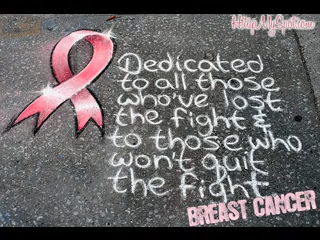 Dedicated
to all those
who've lost
the fight &
to those who
won't quit
the fight
BREAST CANCER